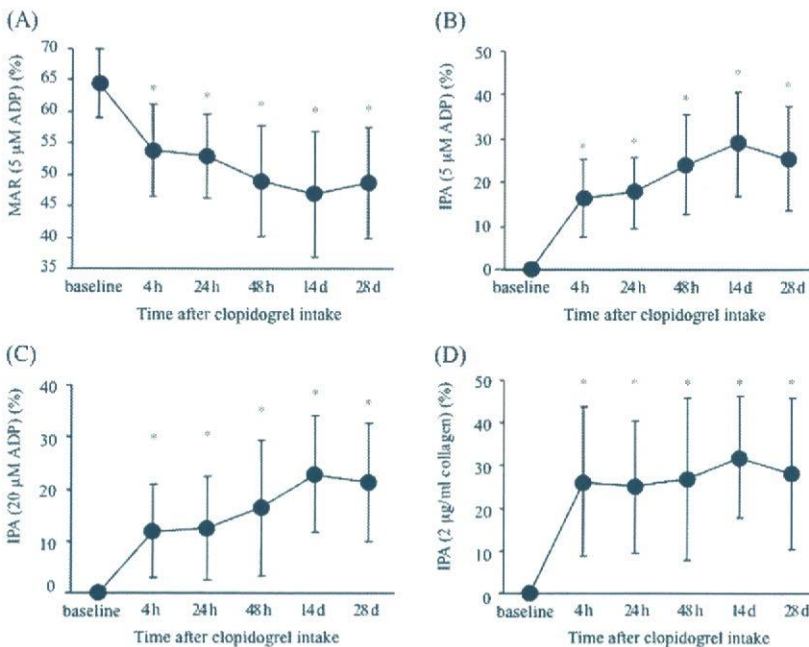 (A)
70
65
60
55
50
45
40
35
MAR (5 μM ADP) (%)
* * * * *
baseline 4 h 24 h 48 h 14 d 28 d
Time after clopidogrel intake
(B)
50
40
30
20
10
0
IPA (5 μM ADP) (%)
* * * * *
baseline 4 h 24 h 48 h 14 d 28 d
Time after clopidogrel intake
(C)
40
30
20
10
0
IPA (20 μM ADP) (%)
* * * * *
baseline 4 h 24 h 48 h 14 d 28 d
Time after clopidogrel intake
(D)
50
40
30
20
10
0
IPA (2 μg/ml collagen) (%)
* * * * *
baseline 4 h 24 h 48 h 14 d 28 d
Time after clopidogrel intake